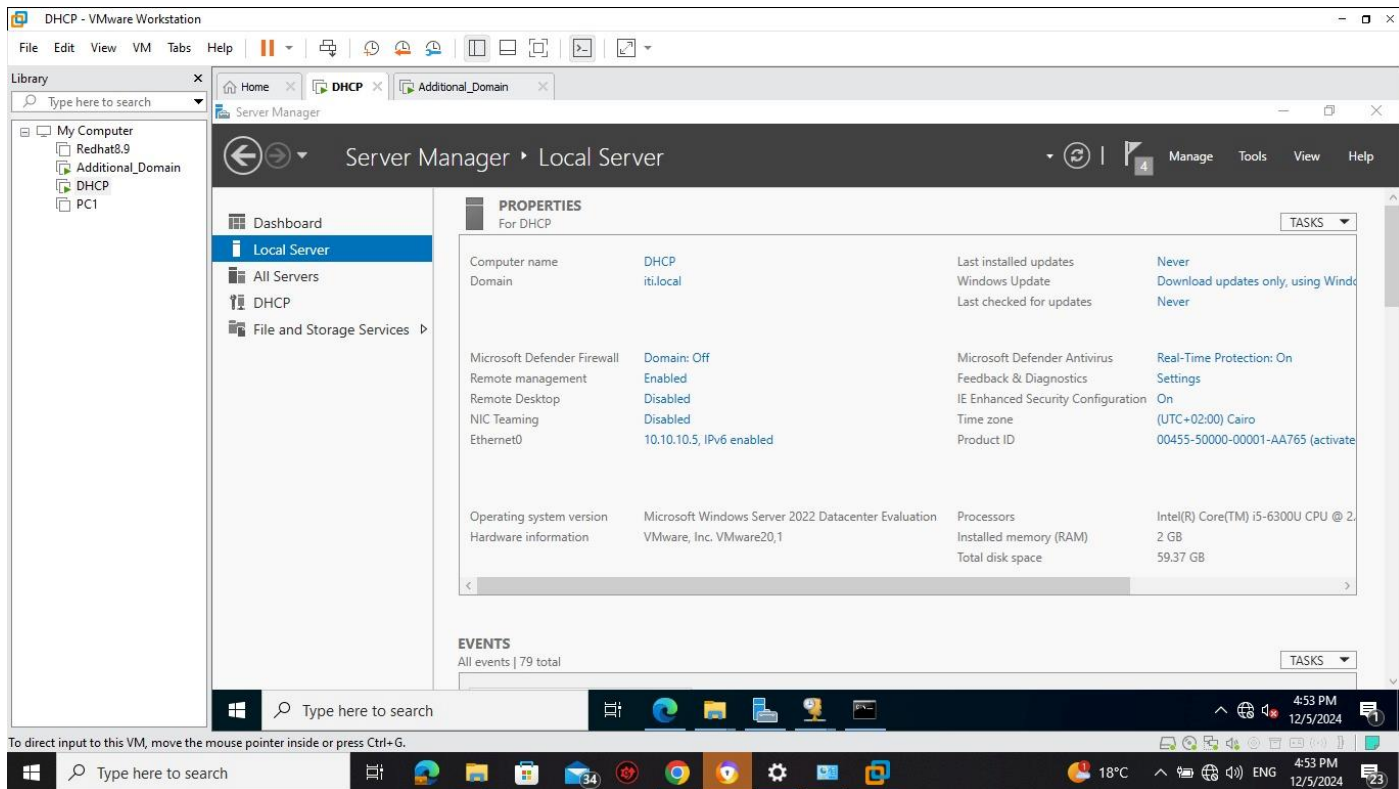 DHCP - VMware Workstation
File Edit View VM Tabs Help
Library
Type here to search
My Computer
Redhat8.9
Additional_Domain
DHCP
PC1
Home
DHCP
Additional_Domain
Server Manager
Server Manager • Local Server
4
Manage Tools View Help
Dashboard
Local Server
All Servers
DHCP
File and Storage Services
PROPERTIES
For DHCP
TASKS
Computer name DHCP
Domain iti.local
Last installed updates Never
Windows Update Download updates only, using Windo
Last checked for updates Never
Microsoft Defender Firewall Domain: Off
Remote management Enabled
Remote Desktop Disabled
NIC Teaming Disabled
Ethernet0 10.10.10.5, IPv6 enabled
Microsoft Defender Antivirus Real-Time Protection: On
Feedback & Diagnostics Settings
IE Enhanced Security Configuration On
Time zone (UTC+02:00) Cairo
Product ID 00455-50000-00001-AA765 (activate
Operating system version Microsoft Windows Server 2022 Datacenter Evaluation
Hardware information VMware, Inc. VMware20,1
Processors Intel(R) Core(TM) i5-6300U CPU @ 2.
Installed memory (RAM) 2 GB
Total disk space 59.37 GB
EVENTS
All events | 79 total
TASKS
Type here to search
4:53 PM
12/5/2024
1
To direct input to this VM, move the mouse pointer inside or press Ctrl+G.
Type here to search
34
1
18°C
ENG
4:53 PM
12/5/2024
23